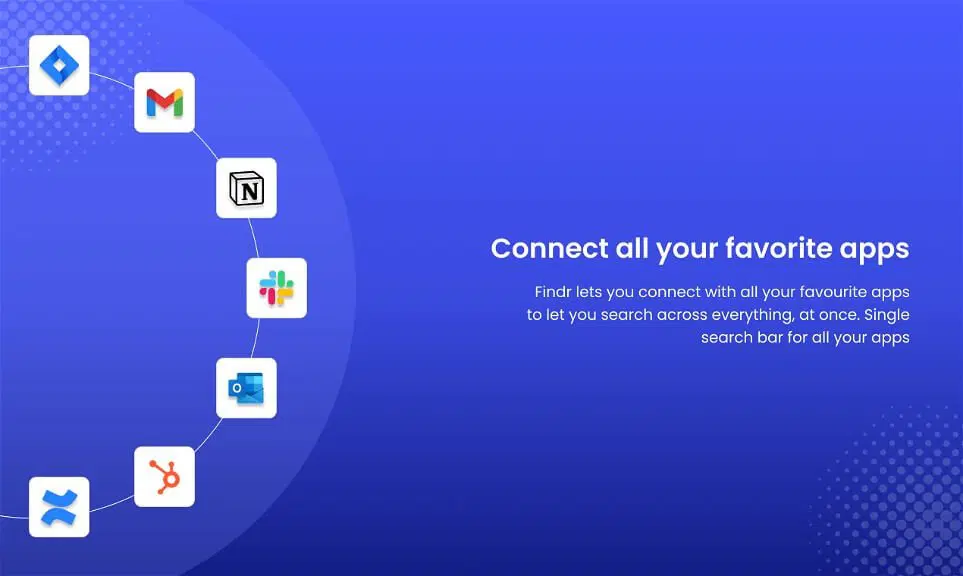 N
Connect all your favorite apps
Findr lets you connect with all your favourite apps
to let you search across everything, at once. Single
search bar for all your apps